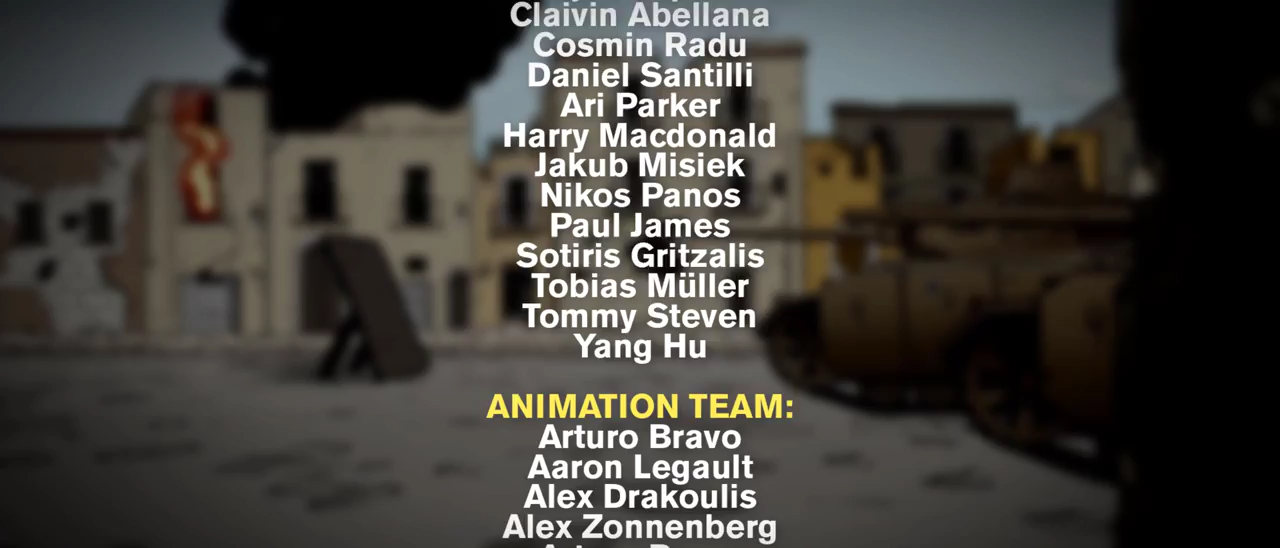 Claivin Abellana
Cosmin Radu
Daniel Santilli
Ari Parker
Harry Macdonald
Jakub Misiek
Nikos Panos
Paul James
Sotiris Gritzalis
Tobias Müller
Tommy Steven
Yang Hu
ANIMATION TEAM:
Arturo Bravo
Aaron Legault
Alex Drakoulis
Alex Zonnenberg